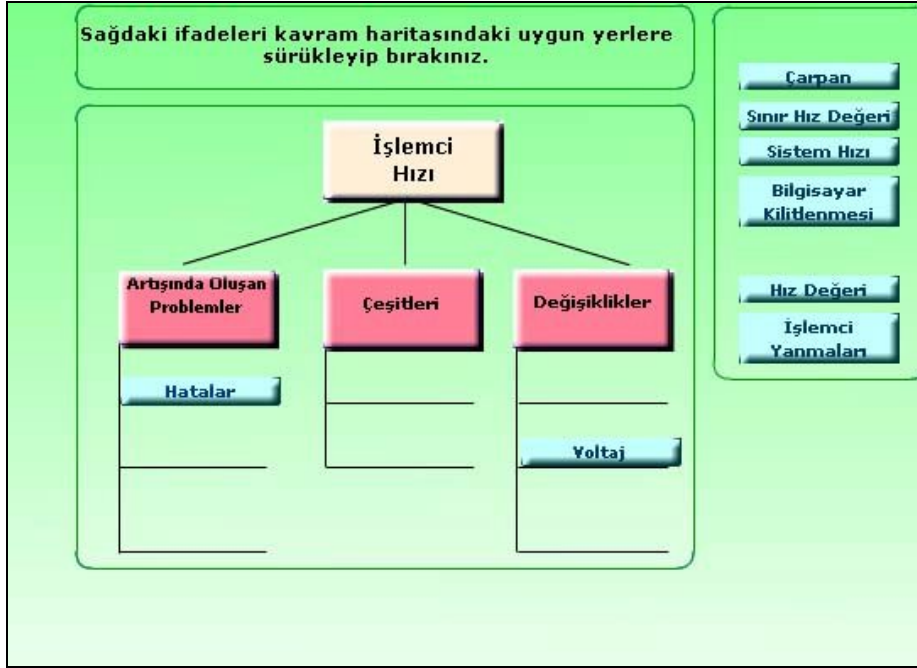 Sağdaki ifadeleri kavram haritasındaki uygun yerlere
sürükleyip bırakınız.
İşlemci
Hızı
Artışında Oluşan
Problemler
Çeşitleri
Değişiklikler
Hatalar
Voltaj
Çarpan
Sınır Hız Değeri
Sistem Hızı
Bilgisayar
Kilitlenmesi
Hız Değeri
İşlemci
Yanmaları